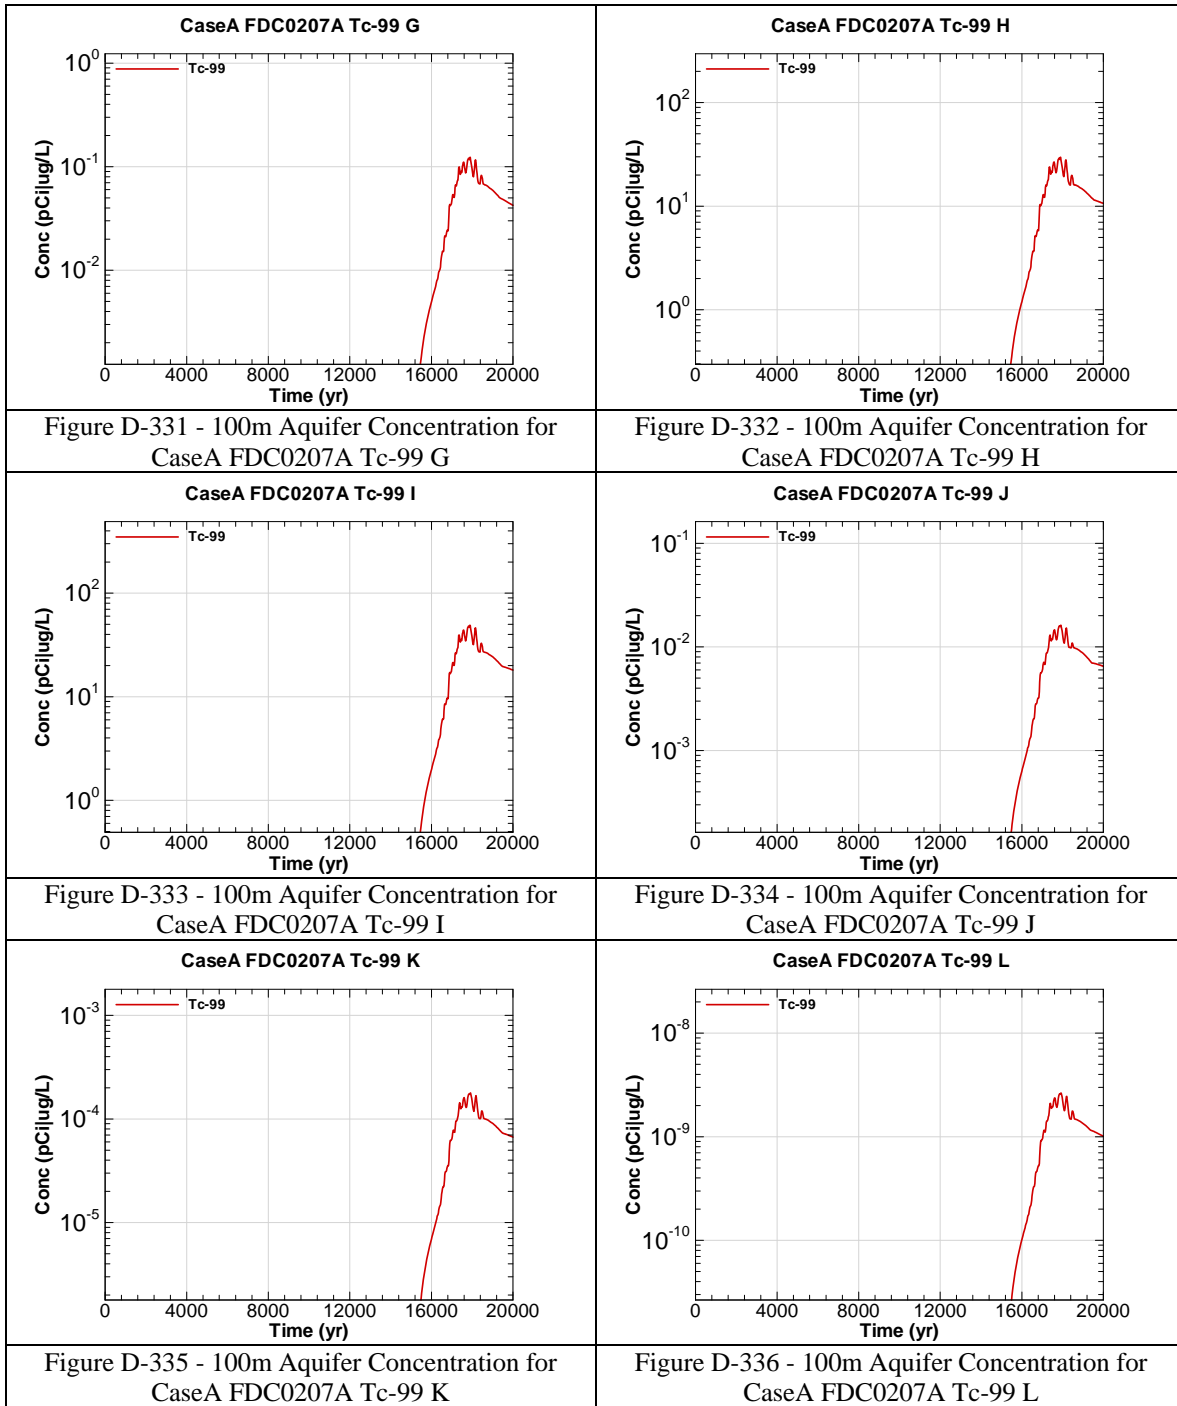 CaseA FDC0207A Tc-99 G
Tc-99
10^0
10^-1
10^-2
Conc (pCi|ug/L)
0 4000 8000 12000 16000 20000
Time (yr)
Figure D-331 - 100m Aquifer Concentration for
CaseA FDC0207A Tc-99 G
CaseA FDC0207A Tc-99 H
Tc-99
10^2
10^1
10^0
Conc (pCi|ug/L)
0 4000 8000 12000 16000 20000
Time (yr)
Figure D-332 - 100m Aquifer Concentration for
CaseA FDC0207A Tc-99 H
CaseA FDC0207A Tc-99 I
Tc-99
10^2
10^1
10^0
Conc (pCi|ug/L)
0 4000 8000 12000 16000 20000
Time (yr)
Figure D-333 - 100m Aquifer Concentration for
CaseA FDC0207A Tc-99 I
CaseA FDC0207A Tc-99 J
Tc-99
10^-1
10^-2
10^-3
Conc (pCi|ug/L)
0 4000 8000 12000 16000 20000
Time (yr)
Figure D-334 - 100m Aquifer Concentration for
CaseA FDC0207A Tc-99 J
CaseA FDC0207A Tc-99 K
Tc-99
10^-3
10^-4
10^-5
Conc (pCi|ug/L)
0 4000 8000 12000 16000 20000
Time (yr)
Figure D-335 - 100m Aquifer Concentration for
CaseA FDC0207A Tc-99 K
CaseA FDC0207A Tc-99 L
Tc-99
10^-8
10^-9
10^-10
Conc (pCi|ug/L)
0 4000 8000 12000 16000 20000
Time (yr)
Figure D-336 - 100m Aquifer Concentration for
CaseA FDC0207A Tc-99 L